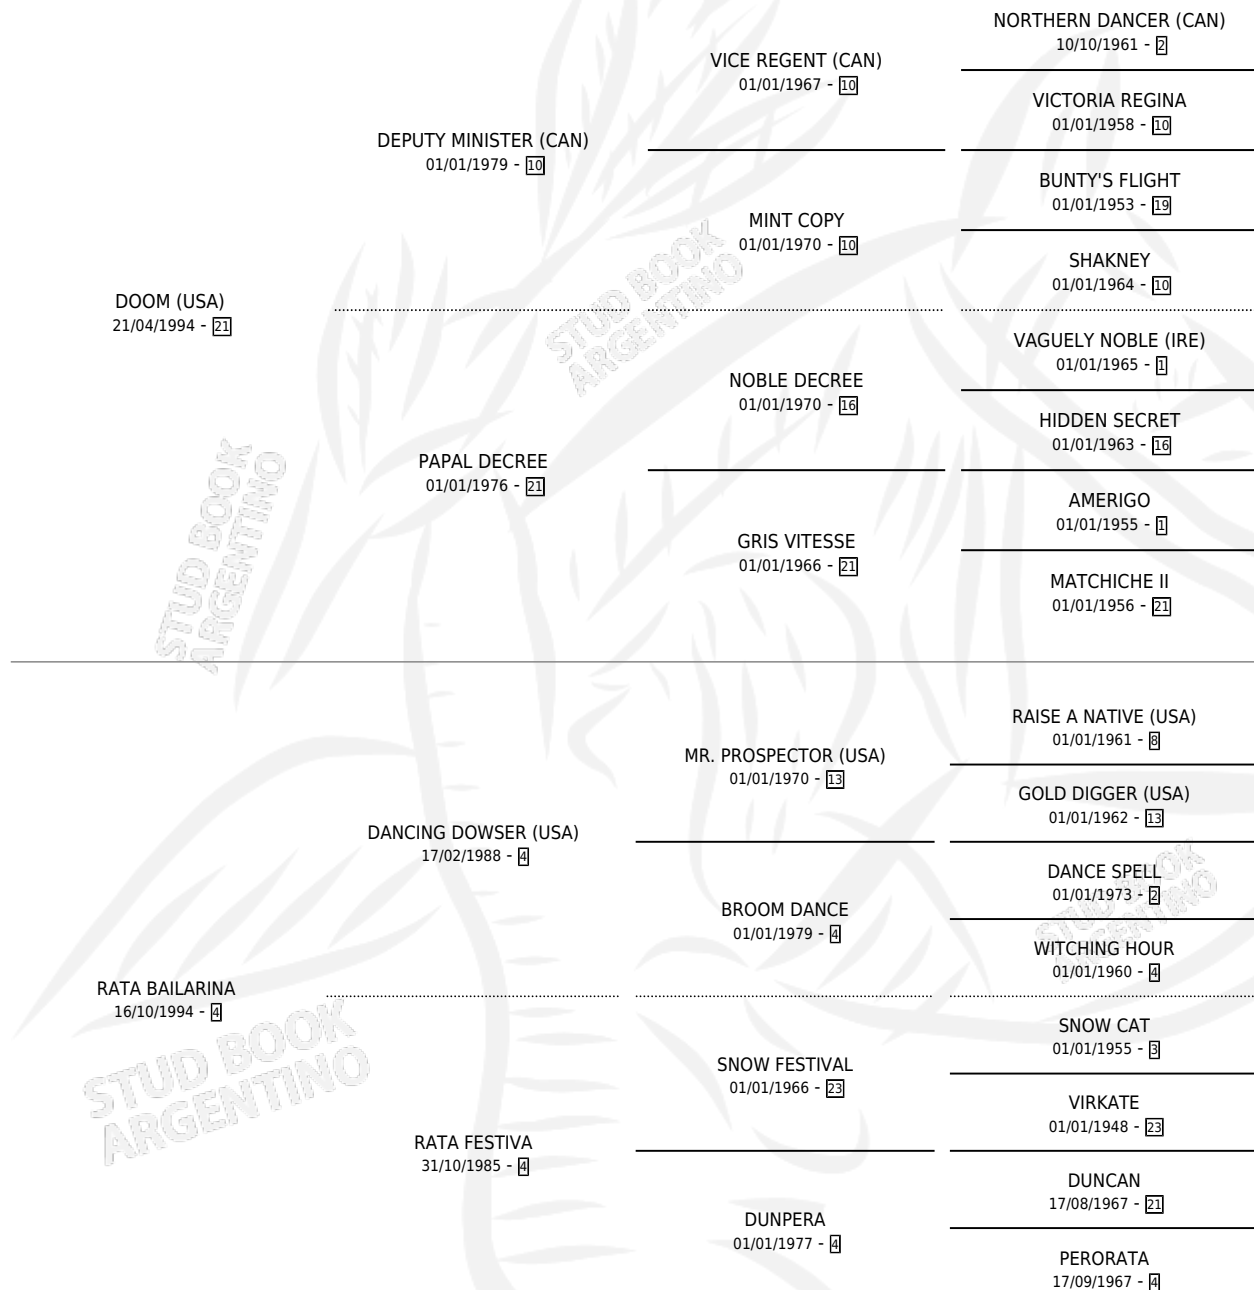 NORTHERN DANCER (CAN)
10/10/1961 - 2
VICE REGENT (CAN)
01/01/1967 - 10
VICTORIA REGINA
01/01/1958 - 10
DEPUTY MINISTER (CAN)
01/01/1979 - 10
BUNTY'S FLIGHT
01/01/1953 - 19
MINT COPY
01/01/1970 - 10
SHAKNEY
01/01/1964 - 10
DOOM (USA)
21/04/1994 - 21
VAGUELY NOBLE (IRE)
01/01/1965 - 1
NOBLE DECREE
01/01/1970 - 16
HIDDEN SECRET
01/01/1963 - 16
PAPAL DECREE
01/01/1976 - 21
AMERIGO
01/01/1955 - 1
GRIS VITESSE
01/01/1966 - 21
MATCHICHE II
01/01/1956 - 21
RAISE A NATIVE (USA)
01/01/1961 - 8
MR. PROSPECTOR (USA)
01/01/1970 - 13
GOLD DIGGER (USA)
01/01/1962 - 13
DANCING DOWSER (USA)
17/02/1988 - 4
DANCE SPELL
01/01/1973 - 2
BROOM DANCE
01/01/1979 - 4
WITCHING HOUR
01/01/1960 - 4
RATA BAILARINA
16/10/1994 - 4
SNOW CAT
01/01/1955 - 3
SNOW FESTIVAL
01/01/1966 - 23
VIRKATE
01/01/1948 - 23
RATA FESTIVA
31/10/1985 - 4
DUNCAN
17/08/1967 - 21
DUNPERA
01/01/1977 - 4
PERORATA
17/09/1967 - 4
STUD BOOK
ARGENTINO
STUD BOOK
ARGENTINO
STUD BOOK
ARGENTINO
STUD BOOK
ARGENTINO